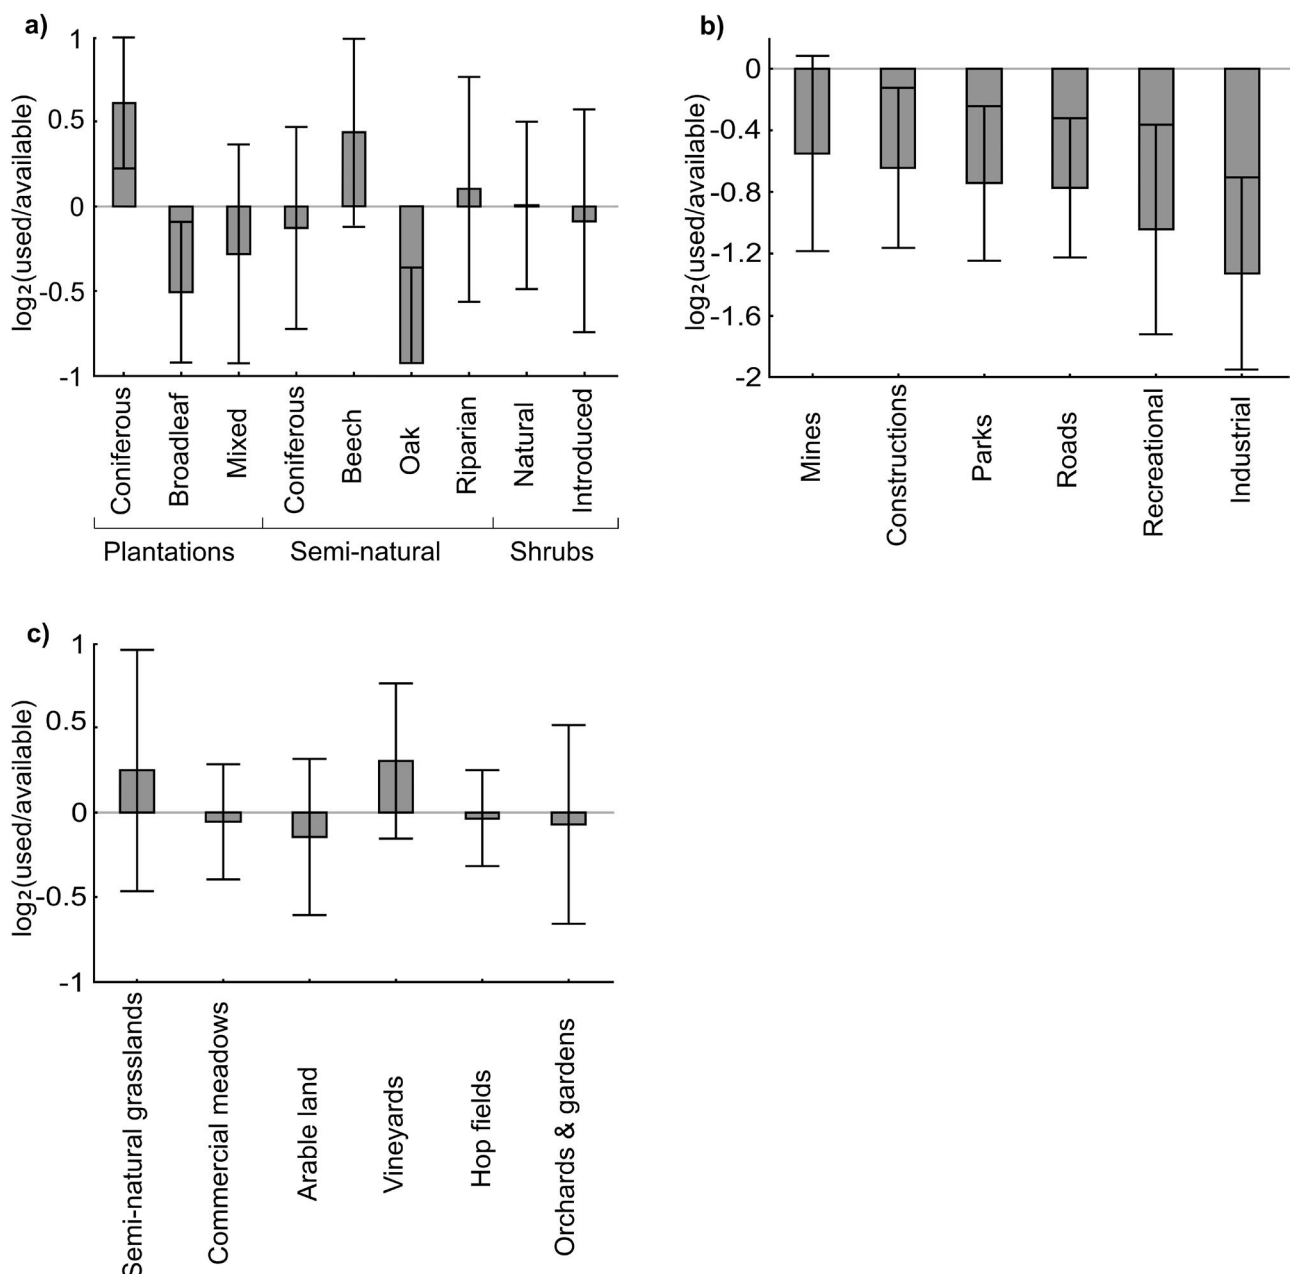 a)
log₂(used/available)
1
0.5
0
-0.5
-1
Coniferous
Broadleaf
Mixed
Coniferous
Beech
Oak
Riparian
Natural
Introduced
Plantations
Semi-natural
Shrubs
b)
log₂(used/available)
0
-0.4
-0.8
-1.2
-1.6
-2
Mines
Constructions
Parks
Roads
Recreational
Industrial
c)
log₂(used/available)
1
0.5
0
-0.5
-1
Semi-natural grasslands
Commercial meadows
Arable land
Vineyards
Hop fields
Orchards & gardens